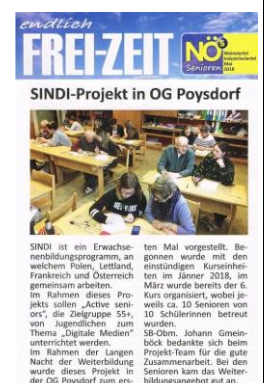 endlich
FREI-ZEIT
NÖs
Senioren
Weinviertel
Industrieviertel
Mai
2018
SINDI-Projekt in OG Poysdorf
SINDI ist ein Erwachse-
nenbildungsprogramm, an
welchem Polen, Lettland,
Frankreich und Österreich
gemeinsam arbeiten.
Im Rahmen dieses Pro-
jekts sollen „Active seni-
ors", die Zielgruppe 55+,
von Jugendlichen zum
Thema „Digitale Medien"
unterrichtet werden.
Im Rahmen der Langen
Nacht der Weiterbildung
wurde dieses Projekt in
der OG Poysdorf zum ers-
ten Mal vorgestellt. Be-
gonnen wurde mit den
einstündigen Kurseinhei-
ten im Jänner 2018, im
März wurde bereits der 6.
Kurs organisiert, wobei je-
weils ca. 10 Senioren von
10 Schülerinnen betreut
wurden.
SB-Obm. Johann Gmein-
böck bedankte sich beim
Projekt-Team für die gute
Zusammenarbeit. Bei den
Senioren kam das Weiter-
bildungsangebot gut an.